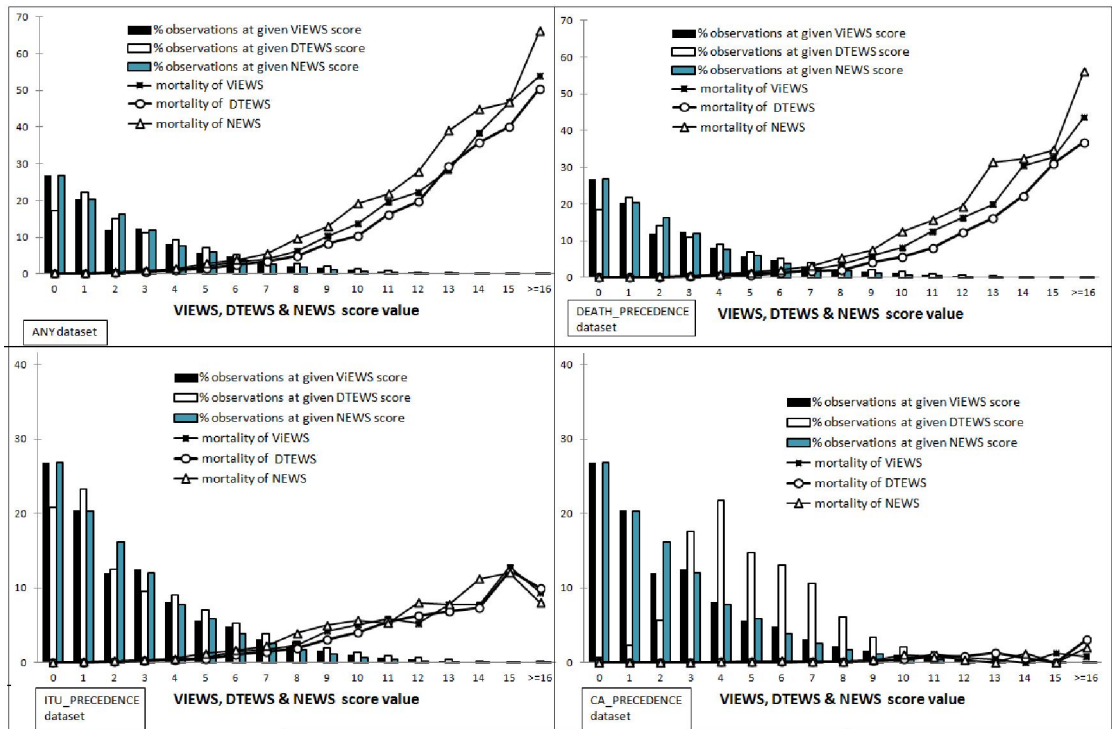 70
60
50
40
30
20
10
0
% observations at given ViEWS score
% observations at given DTEWS score
% observations at given NEWS score
mortality of ViEWS
mortality of DTEWS
mortality of NEWS
0 1 2 3 4 5 6 7 8 9 10 11 12 13 14 15 >=16
VIEWS, DTEWS & NEWS score value
ANY dataset
70
60
50
40
30
20
10
0
% observations at given ViEWS score
% observations at given DTEWS score
% observations at given NEWS score
mortality of ViEWS
mortality of DTEWS
mortality of NEWS
0 1 2 3 4 5 6 7 8 9 10 11 12 13 14 15 >=16
VIEWS, DTEWS & NEWS score value
DEATH_PRECEDENCE
dataset
40
30
20
10
0
% observations at given ViEWS score
% observations at given DTEWS score
% observations at given NEWS score
mortality of ViEWS
mortality of DTEWS
mortality of NEWS
0 1 2 3 4 5 6 7 8 9 10 11 12 13 14 15 >=16
VIEWS, DTEWS & NEWS score value
ITU_PRECEDENCE
dataset
40
30
20
10
0
% observations at given ViEWS score
% observations at given DTEWS score
% observations at given NEWS score
mortality of ViEWS
mortality of DTEWS
mortality of NEWS
0 1 2 3 4 5 6 7 8 9 10 11 12 13 14 15 >=16
VIEWS, DTEWS & NEWS score value
CA_PRECEDENCE
dataset